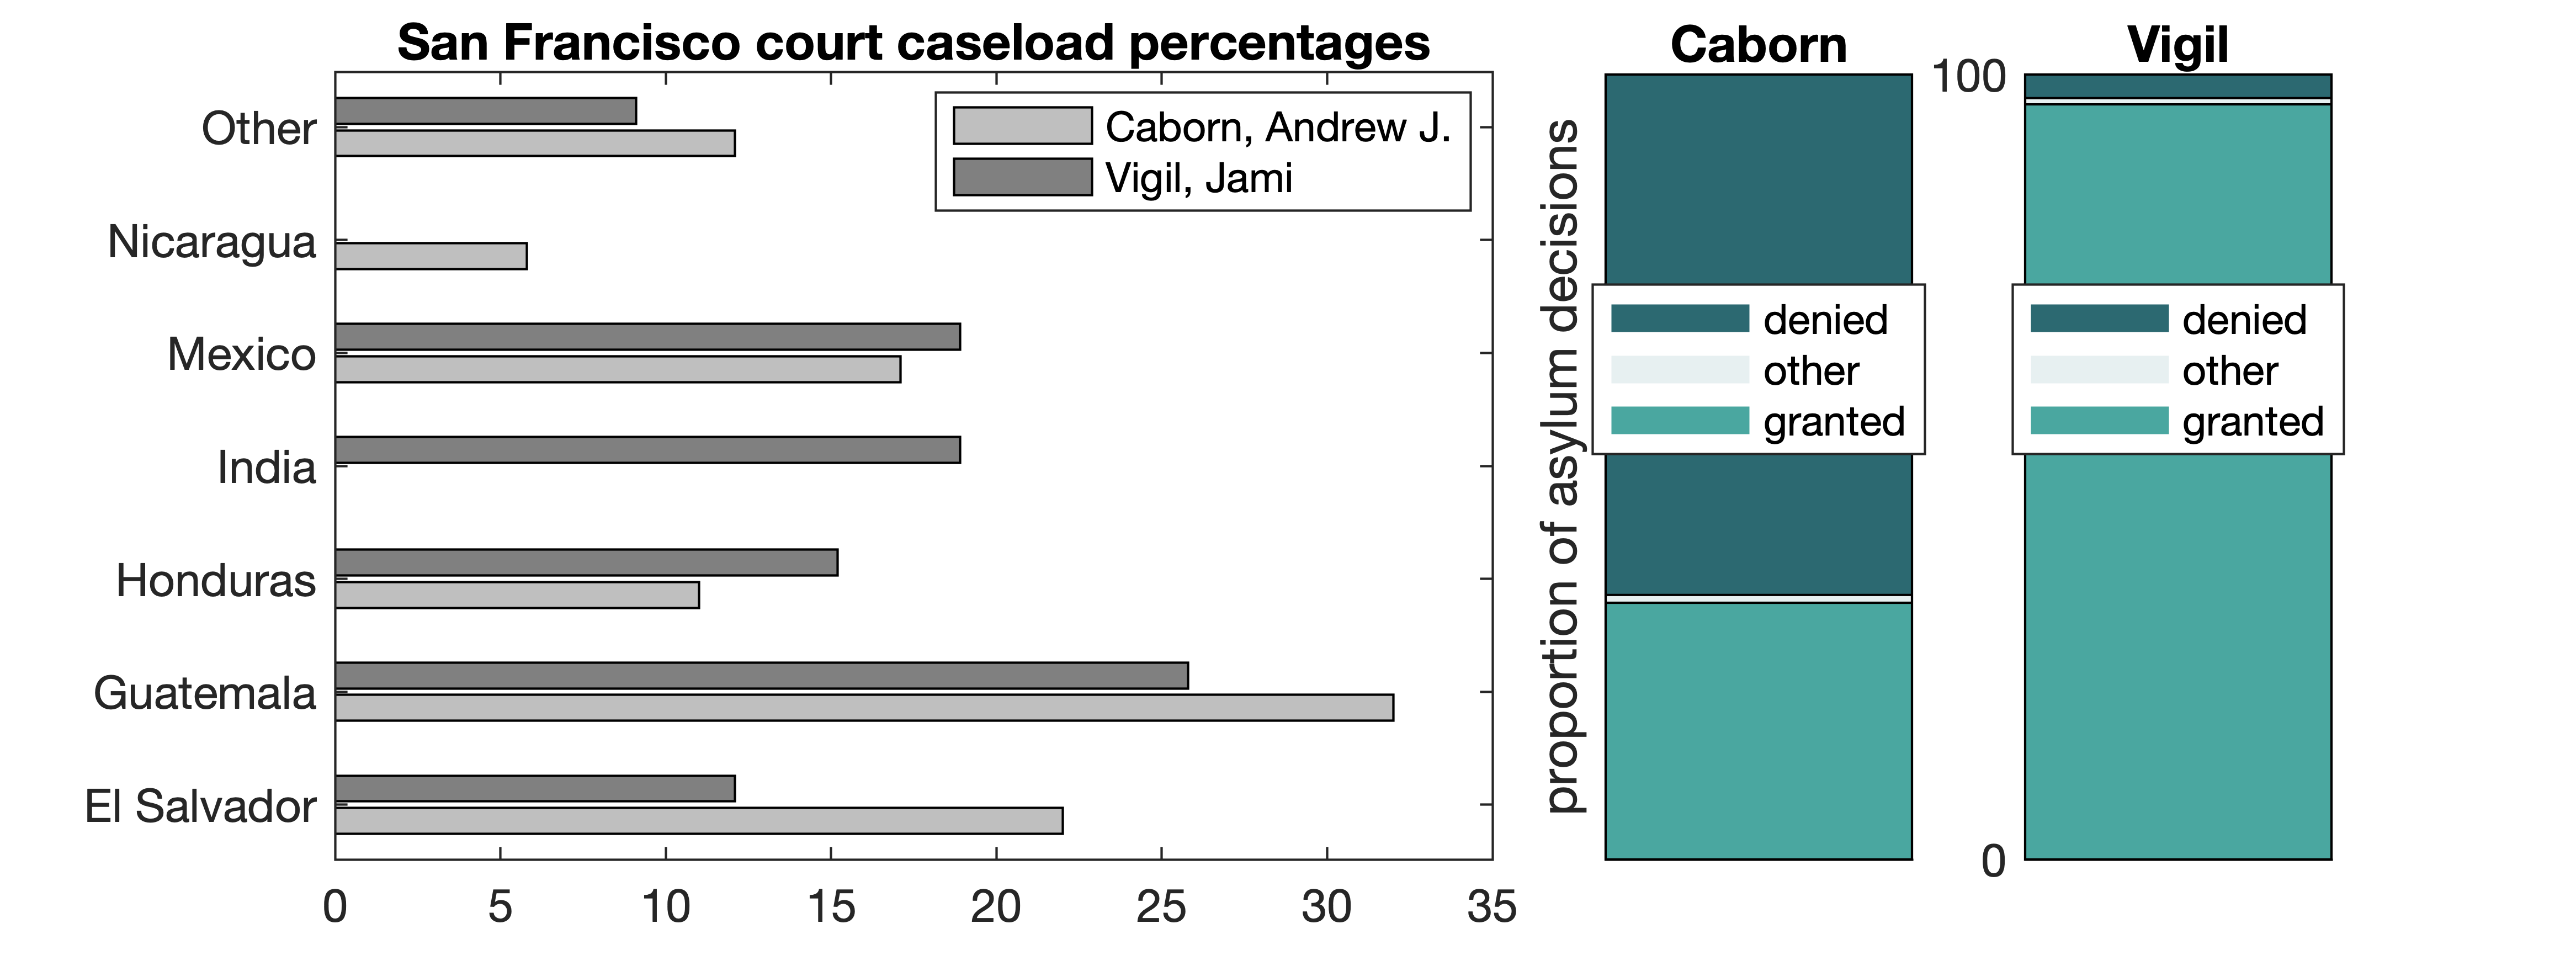 San Francisco court caseload percentages
Caborn, Andrew J.
Vigil, Jami
Other
Nicaragua
Mexico
India
Honduras
Guatemala
El Salvador
0 5 10 15 20 25 30 35
proportion of asylum decisions
Caborn
denied
other
granted
Vigil
100
0
denied
other
granted